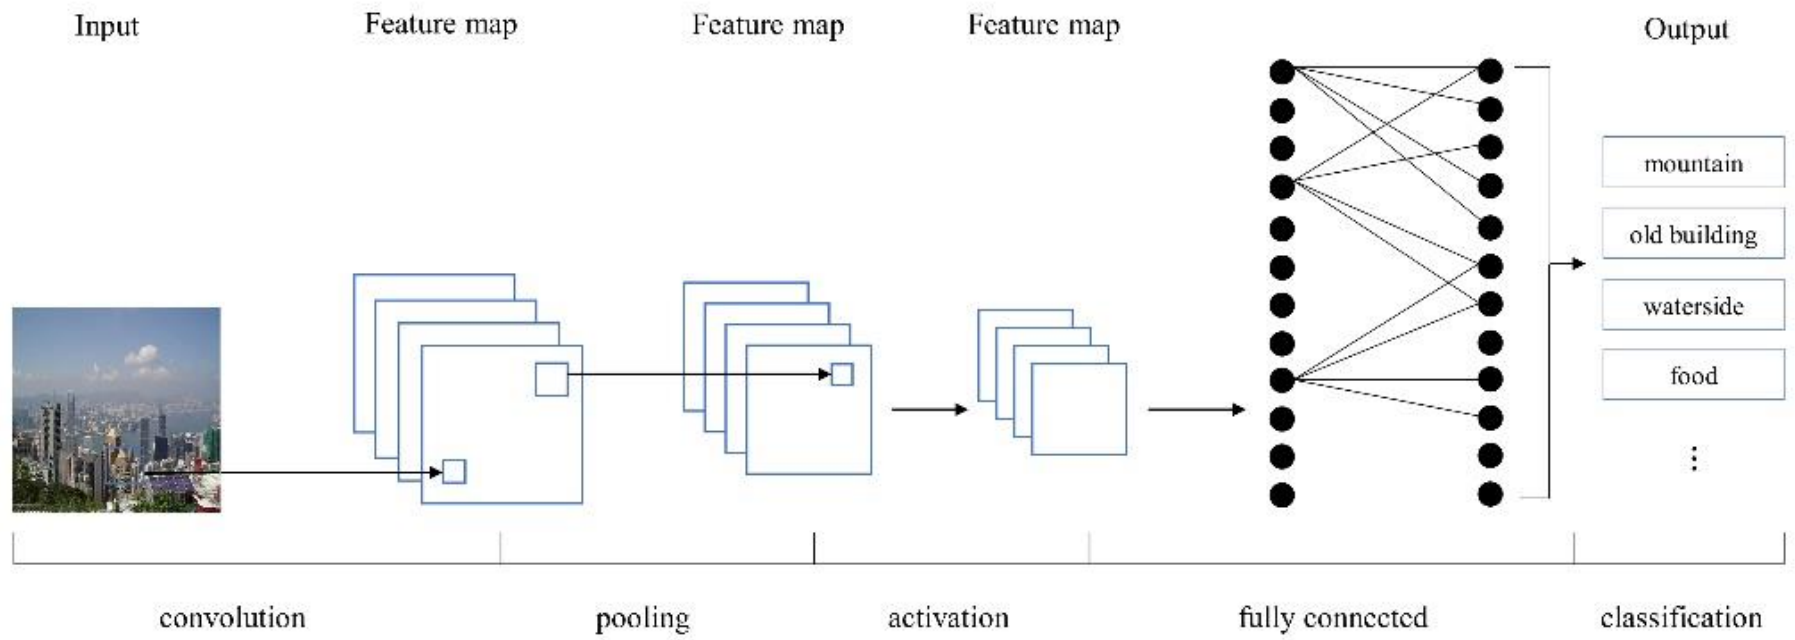 Input
Feature map
Feature map
Feature map
Output
mountain
old building
waterside
food
⋮
convolution
pooling
activation
fully connected
classification